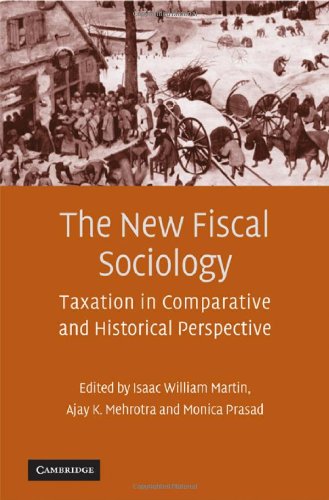 The New Fiscal
Sociology
Taxation in Comparative
and Historical Perspective
Edited by Isaac William Martin,
Ajay K. Mehrotra and Monica Prasad
CAMBRIDGE